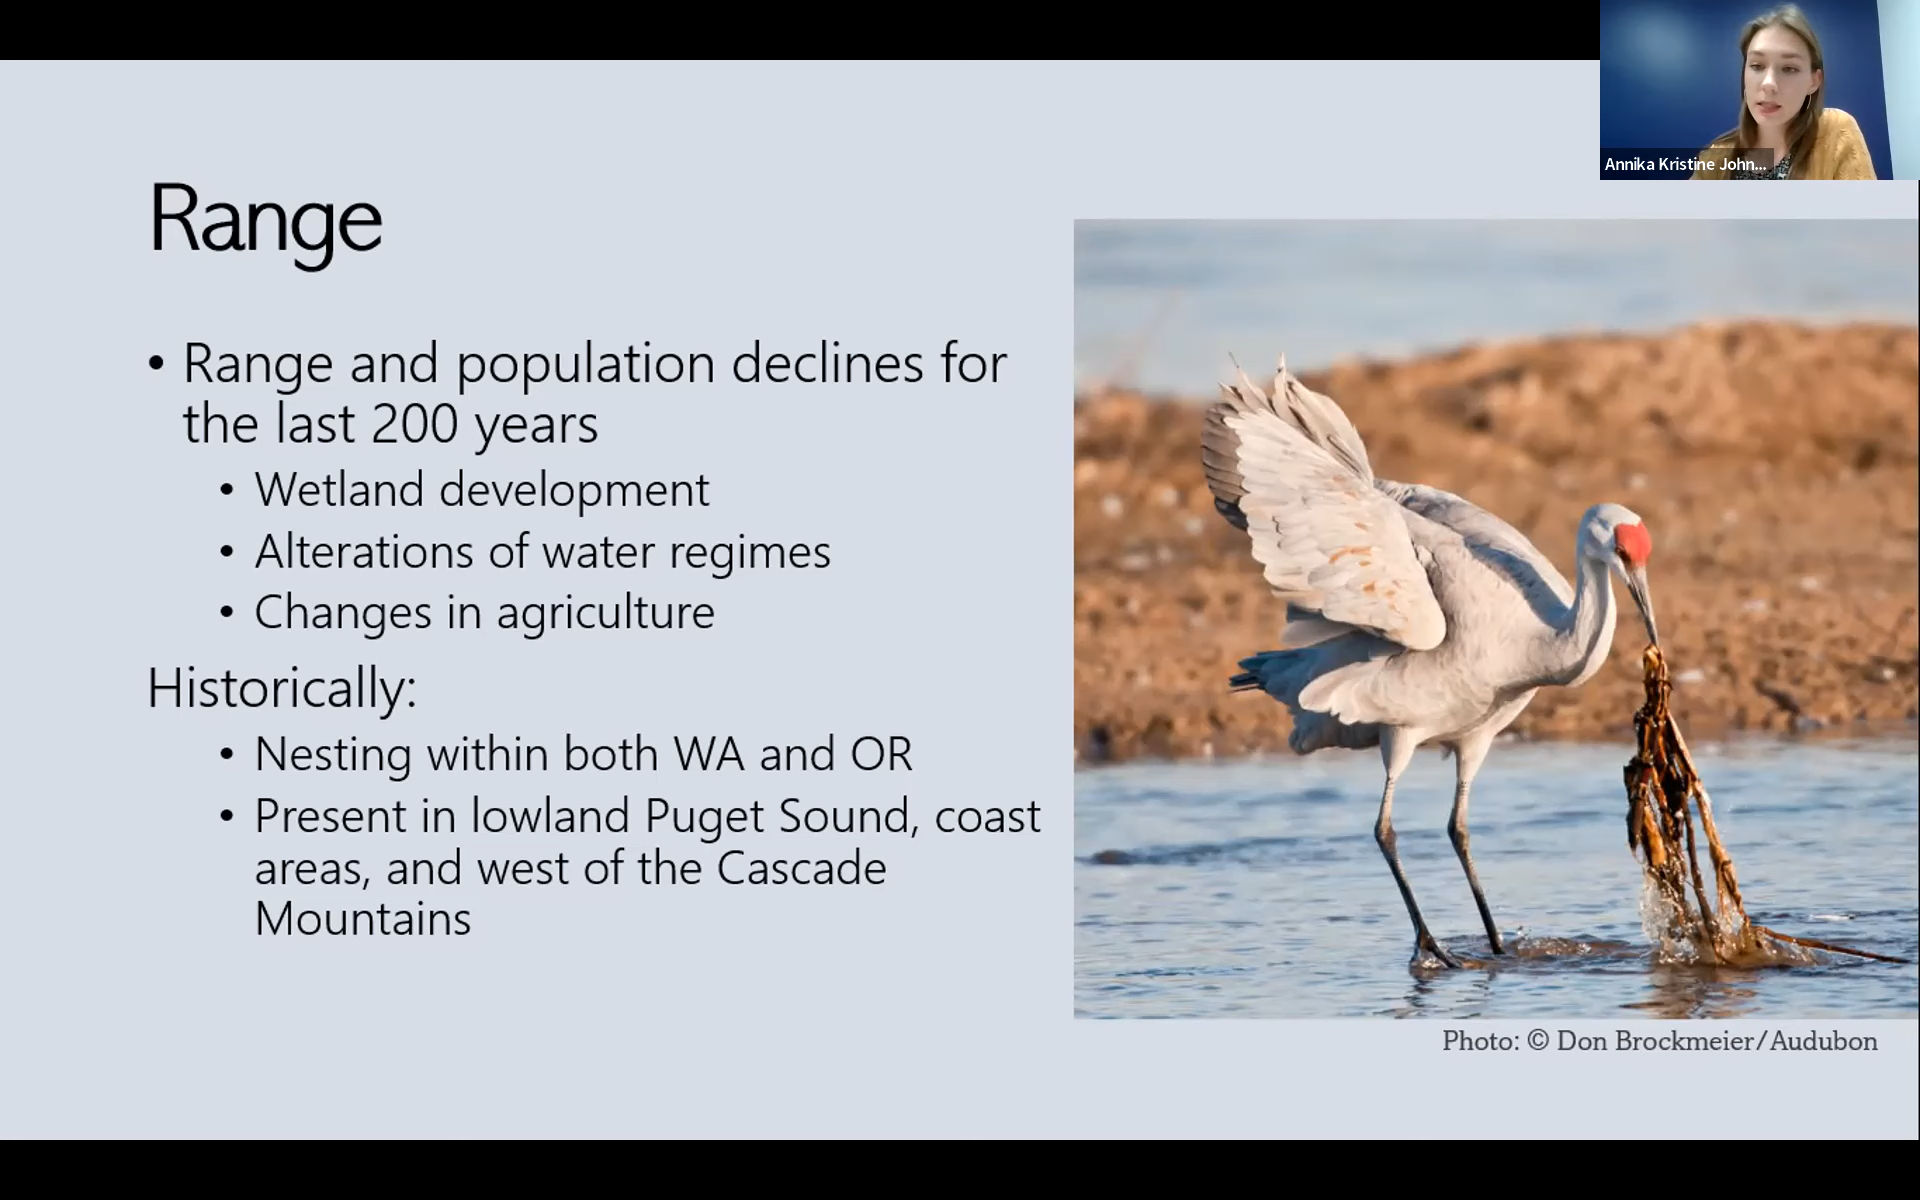 Annika Kristine John...
Range
• Range and population declines for
the last 200 years
• Wetland development
• Alterations of water regimes
• Changes in agriculture
Historically:
• Nesting within both WA and OR
• Present in lowland Puget Sound, coast
areas, and west of the Cascade
Mountains
Photo: © Don Brockmeier/Audubon